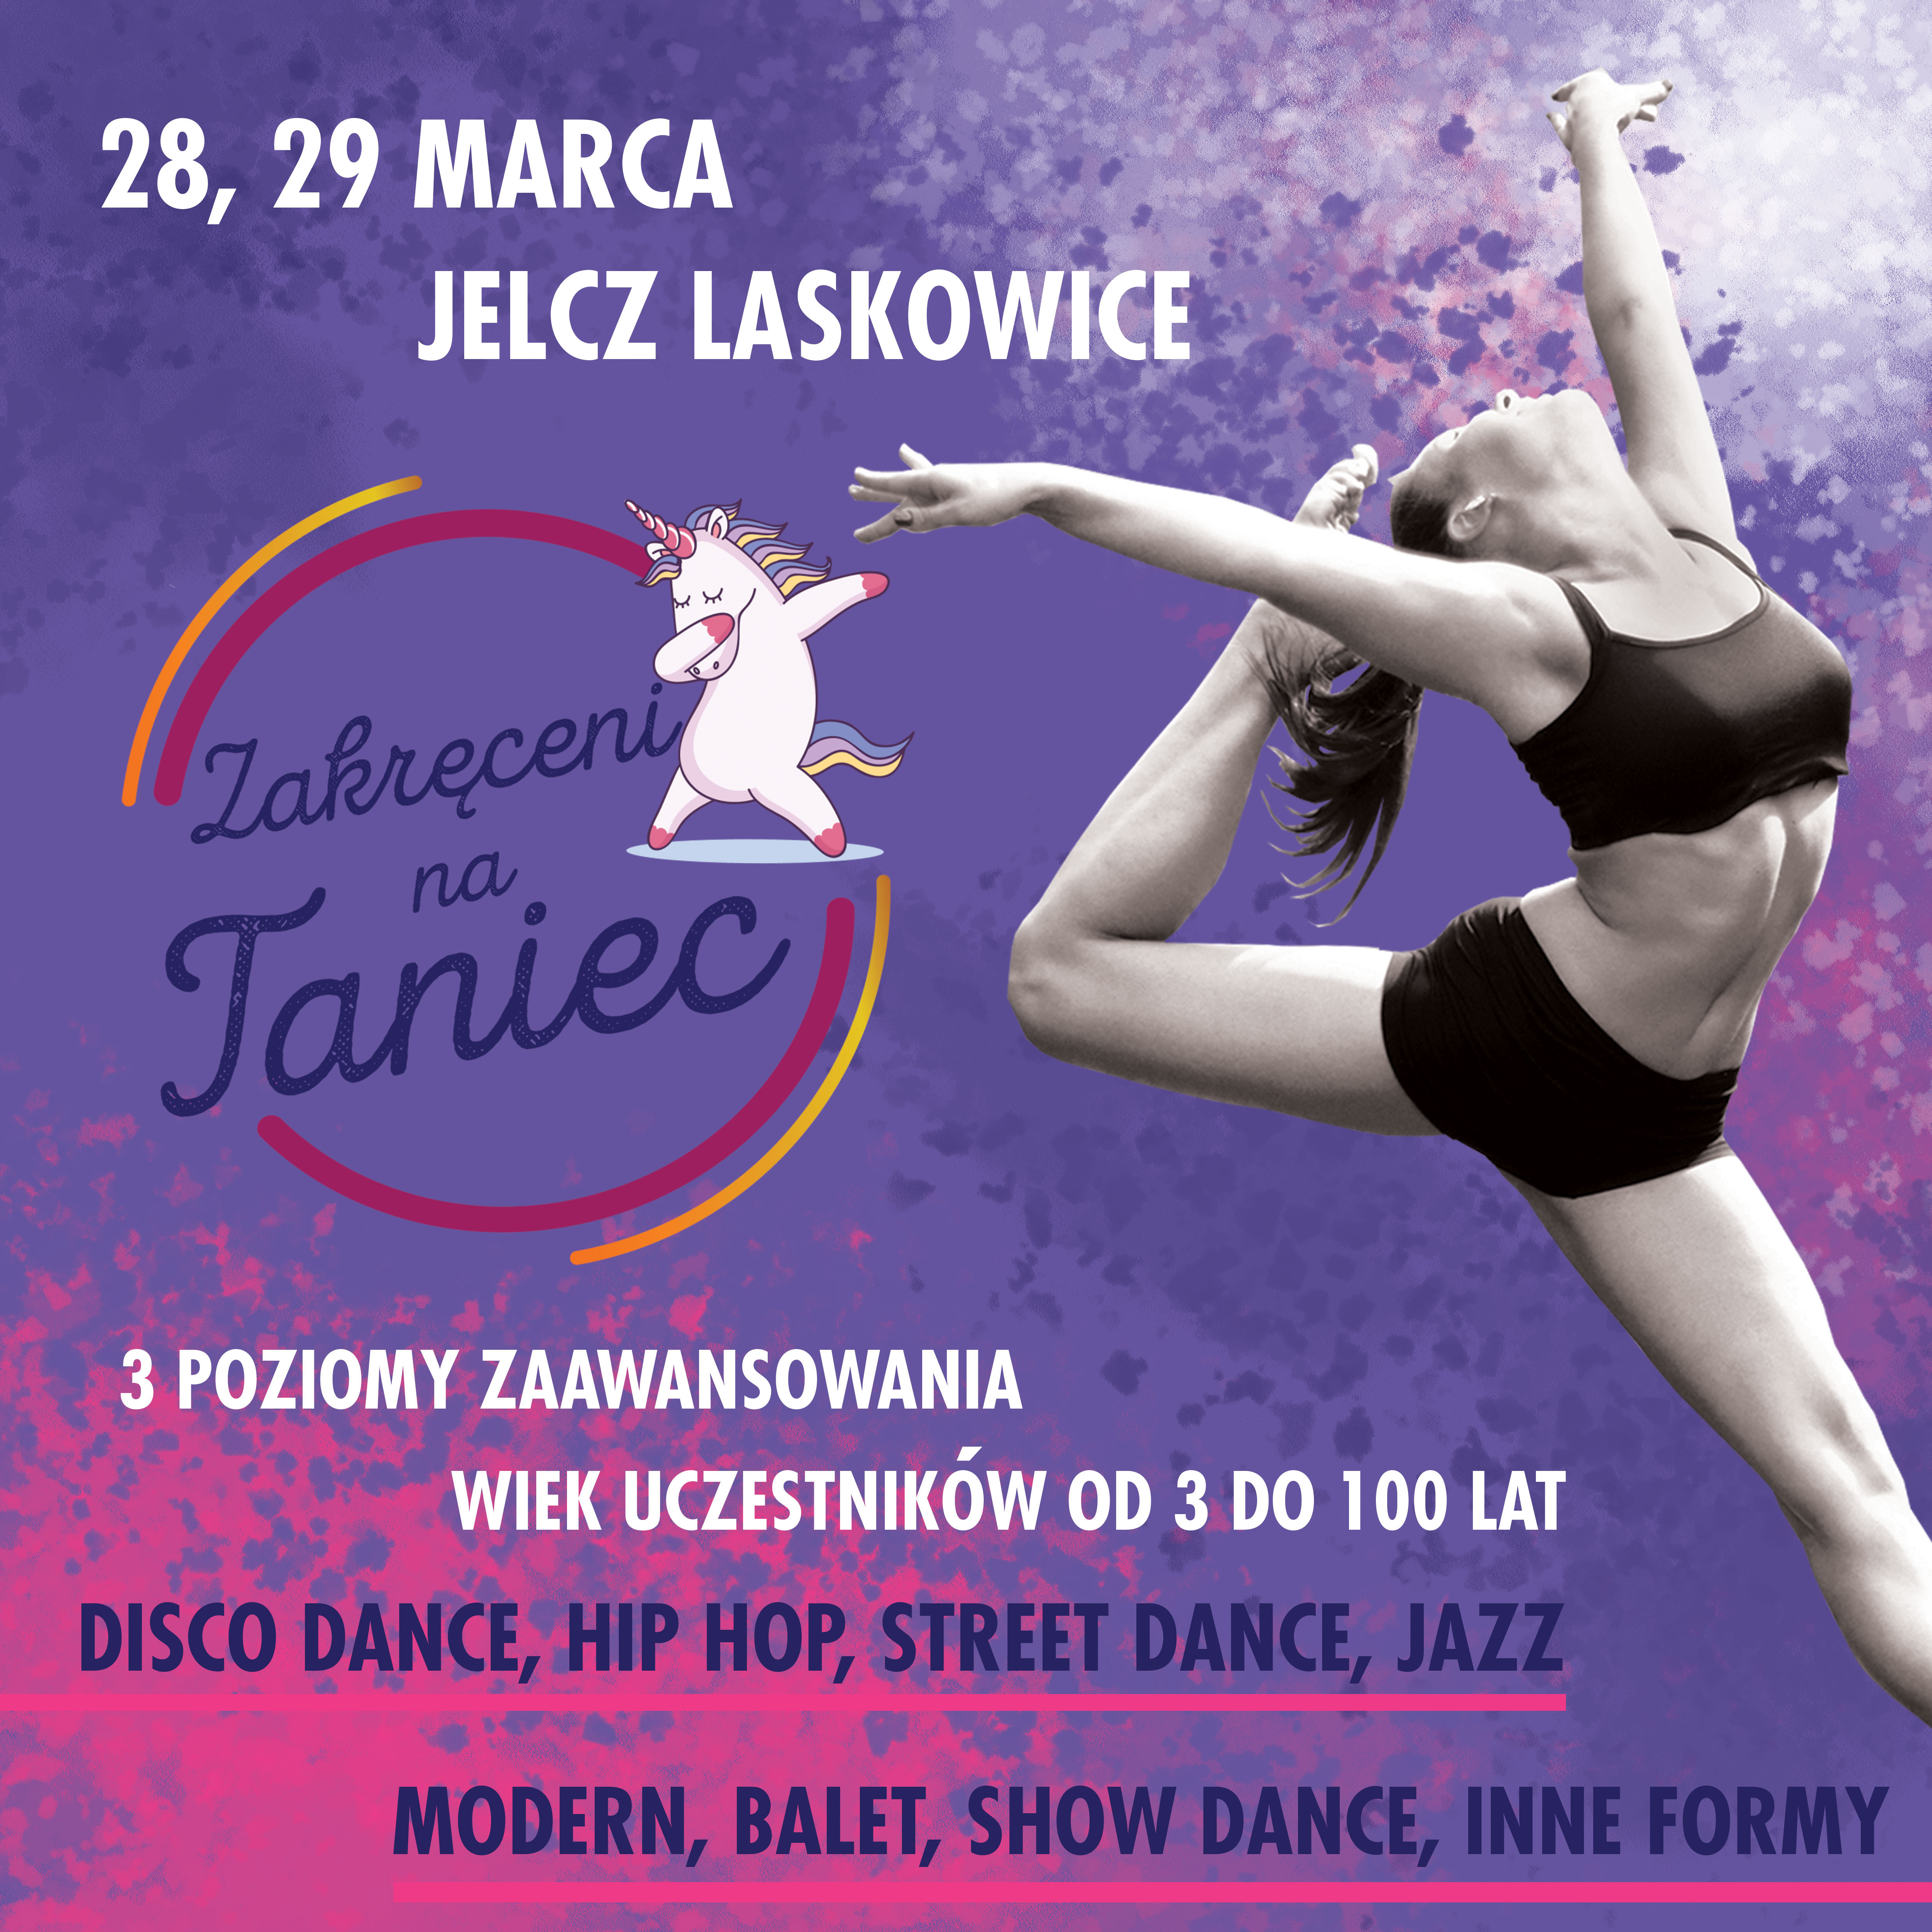 28, 29 MARCA
JELCZ LASKOWICE
Zakręceni
na
Taniec
3 POZIOMY ZAAWANSOWANIA
WIEK UCZESTNIKÓW OD 3 DO 100 LAT
DISCO DANCE, HIP HOP, STREET DANCE, JAZZ
MODERN, BALET, SHOW DANCE, INNE FORMY